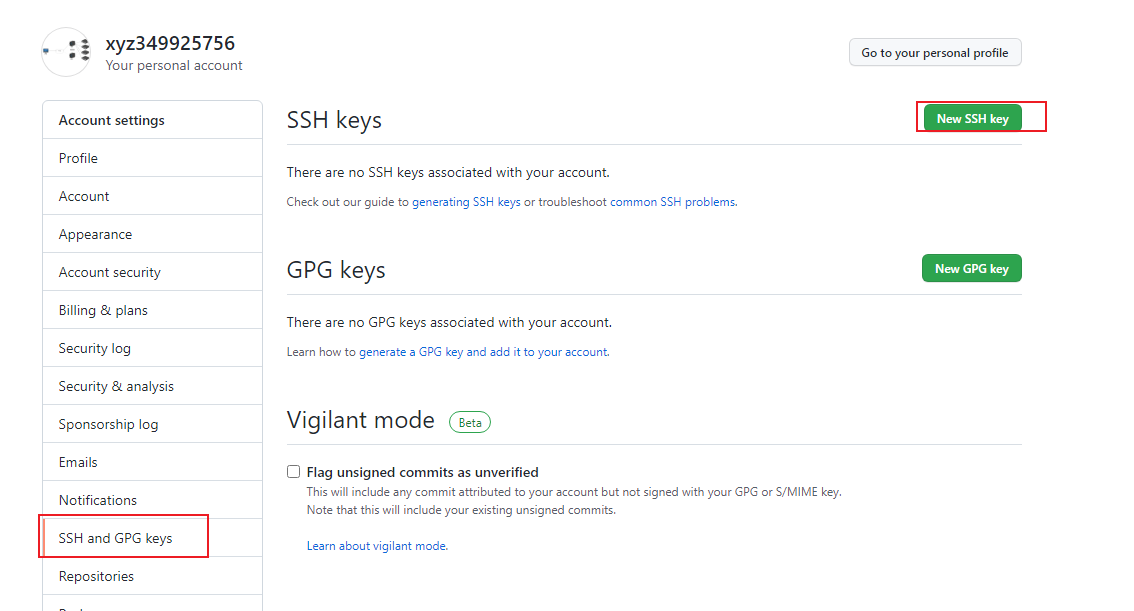 xyz349925756
Your personal account
Go to your personal profile
Account settings
Profile
Account
Appearance
Account security
Billing & plans
Security log
Security & analysis
Sponsorship log
Emails
Notifications
SSH and GPG keys
Repositories
SSH keys
New SSH key
There are no SSH keys associated with your account.
Check out our guide to generating SSH keys or troubleshoot common SSH problems.
GPG keys
New GPG key
There are no GPG keys associated with your account.
Learn how to generate a GPG key and add it to your account.
Vigilant mode Beta
Flag unsigned commits as unverified
This will include any commit attributed to your account but not signed with your GPG or S/MIME key.
Note that this will include your existing unsigned commits.
Learn about vigilant mode.